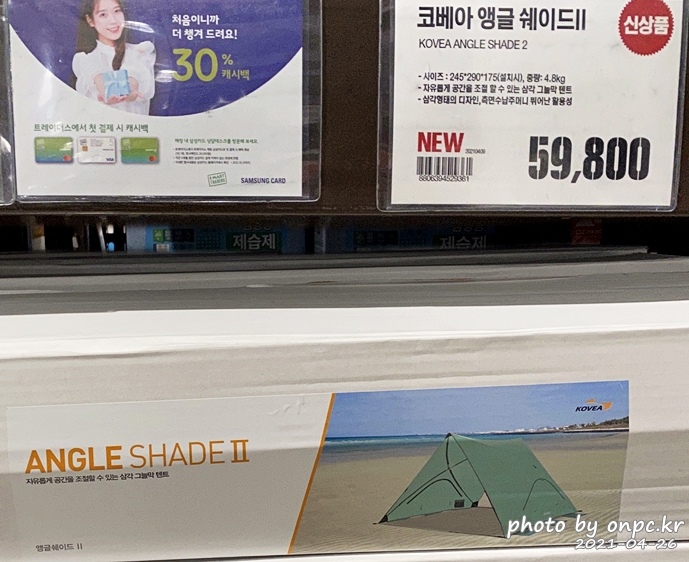 처음이니까
더 챙겨 드려요!
30%
캐시백
트레이더스에서 첫 결제 시 캐시백
SAMSUNG CARD
코베아 앵글 쉐이드II
KOVEA ANGLE SHADE 2
신상품
- 사이즈 : 245*290*175(설치시), 중량: 4.8kg
- 자유롭게 공간을 조절 할 수 있는 삼각 그늘막 텐트
- 삼각형태의 디자인, 측면수납주머니 뛰어난 활용성
NEW
20210406
59,800
8806394529361
제습제
제습제
KOVEA
ANGLE SHADE II
자유롭게 공간을 조절할 수 있는 삼각 그늘막 텐트
앵글쉐이드 II
photo by onpc.kr
2021-04-26